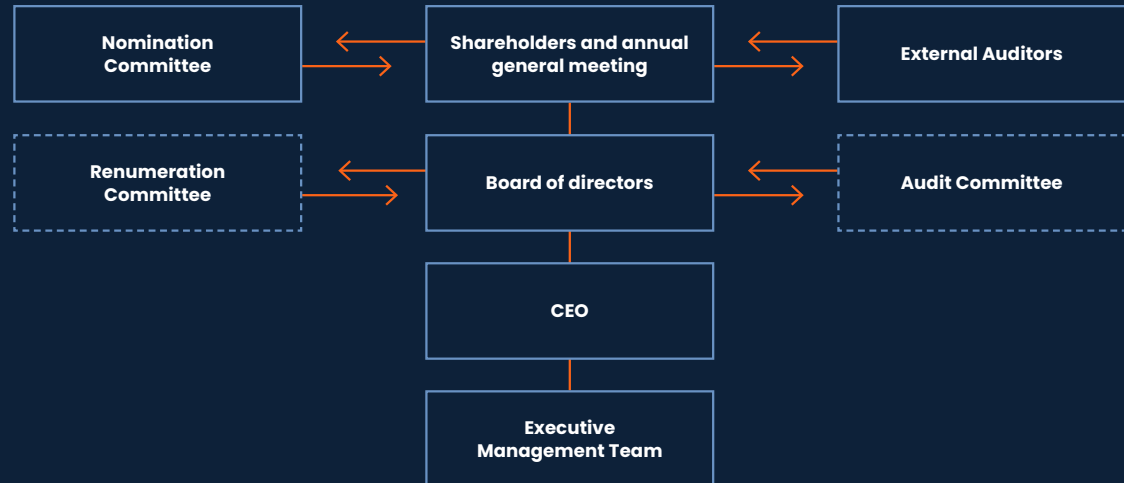 Nomination
Committee
Shareholders and annual
general meeting
External Auditors
Renumeration
Committee
Board of directors
Audit Committee
CEO
Executive
Management Team